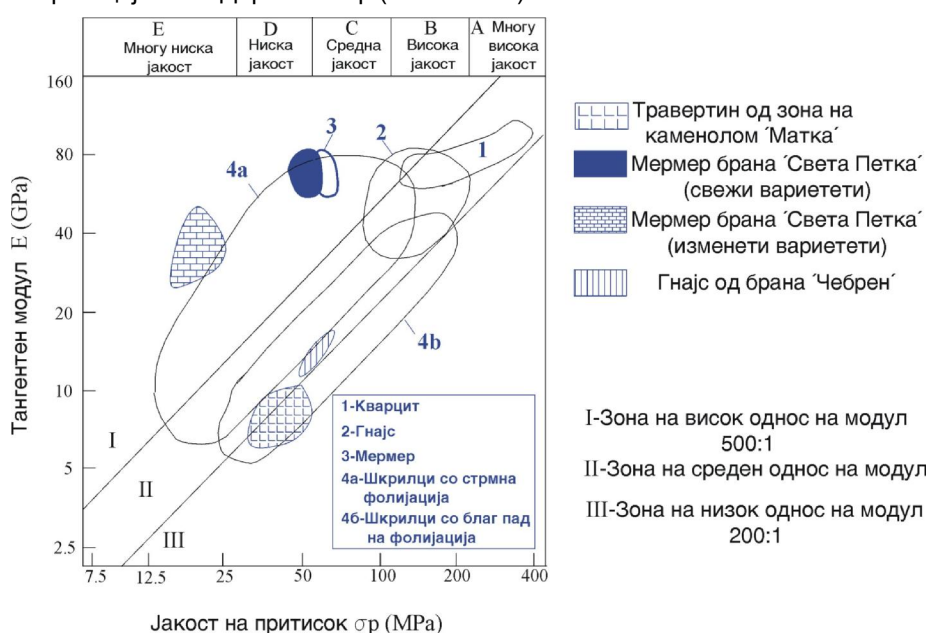 E
Многу ниска
јакост
D
Ниска
јакост
C
Средна
јакост
B
Висока
јакост
A Многу
висока
јакост
160
80
40
20
10
5
2.5
Тангентен модул E (GPa)
4a
3
2
1
4b
I
II
III
1-Кварцит
2-Гнајс
3-Мермер
4а-Шкрилци со стрмна
фолијација
4б-Шкрилци со благ пад
на фолијација
7.5
12.5
25
50
100
200
400
Јакост на притисок σр (MPa)
Травертин од зона на
каменолом ′Матка′
Мермер брана ′Света Петка′
(свежи вариетети)
Мермер брана ′Света Петка′
(изменети вариетети)
Гнајс од брана ′Чебрен′
I-Зона на висок однос на модул
500:1
II-Зона на среден однос на модул
III-Зона на низок однос на модул
200:1